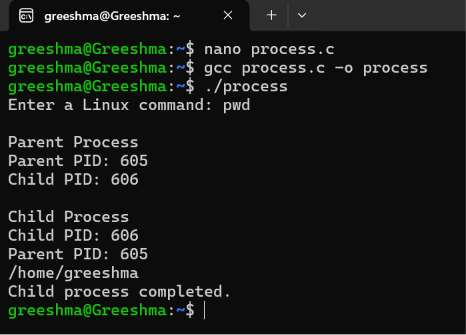 greeshma@Greeshma: ~
greeshma@Greeshma:~$ nano process.c
greeshma@Greeshma:~$ gcc process.c -o process
greeshma@Greeshma:~$ ./process
Enter a Linux command: pwd
Parent Process
Parent PID: 605
Child PID: 606
Child Process
Child PID: 606
Parent PID: 605
/home/greeshma
Child process completed.
greeshma@Greeshma:~$